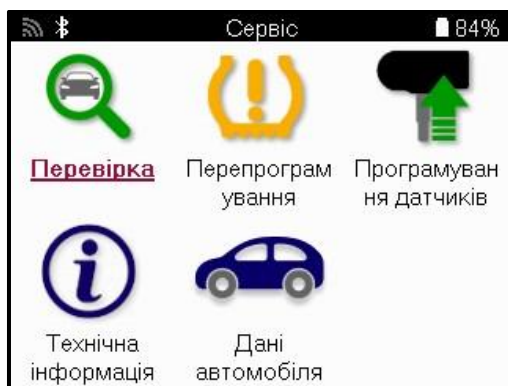 Сервіс 84%
Перевірка
Перепрограм
ування
Програмуван
ня датчиків
Технічна
інформація
Дані
автомобіля